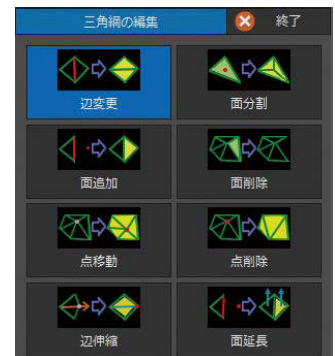 三角網の編集 終了
辺変更 面分割
面追加 面削除
点移動 点削除
辺伸縮 面延長